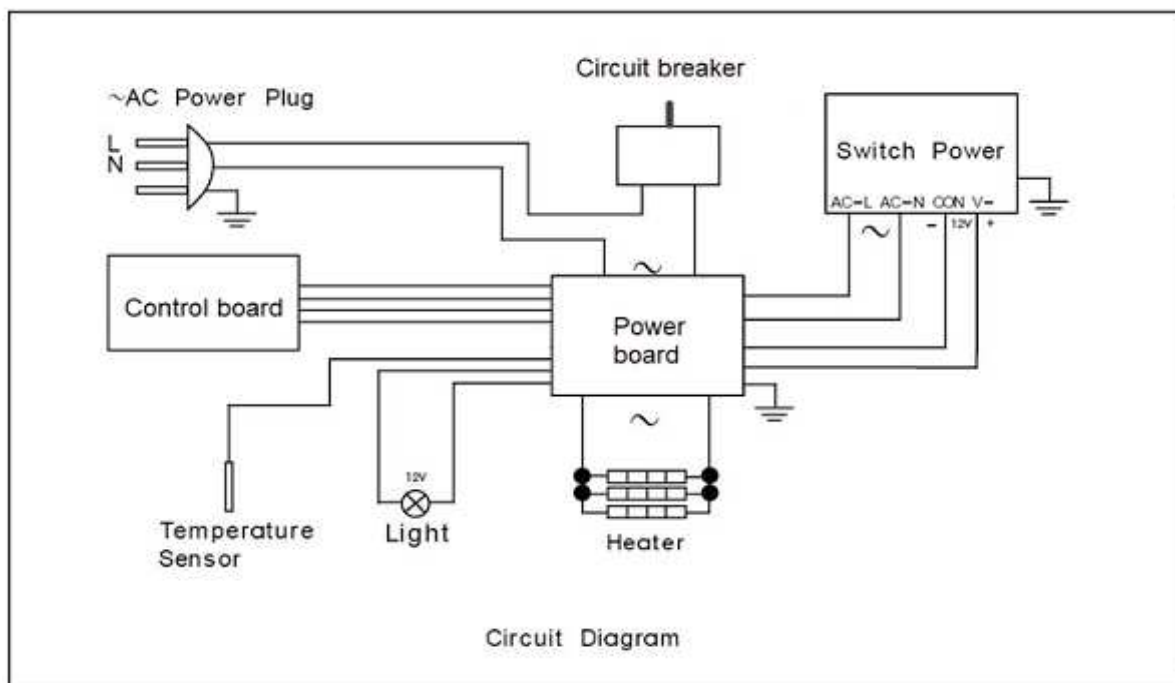 Circuit breaker
~AC Power Plug
L
N
Switch Power
AC-L AC-N CON V-
~ - 12V +
~
Control board
Power
board
~
12V
Light
Temperature
Sensor
Heater
Circuit Diagram